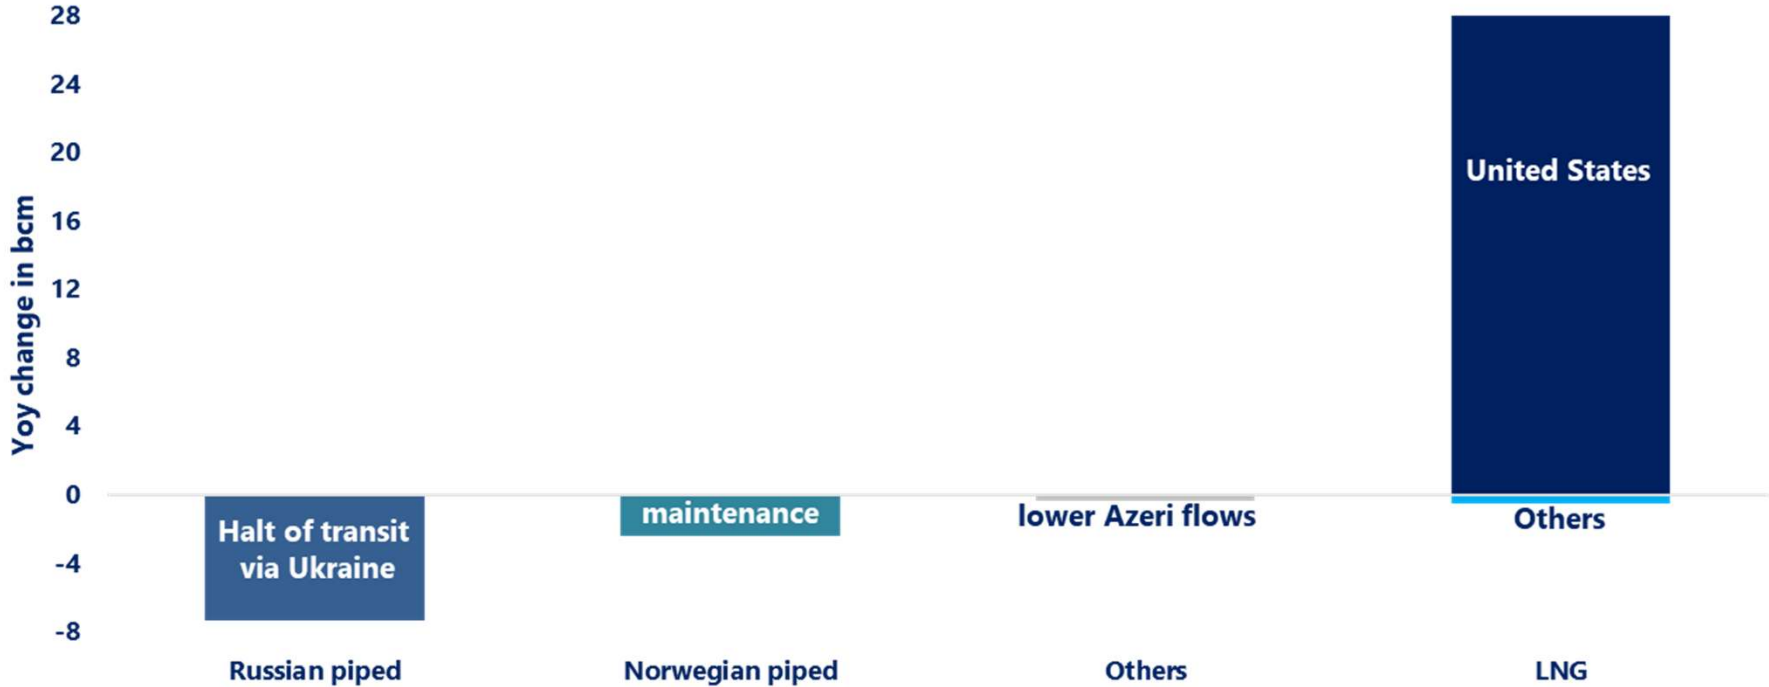 Yoy change in bcm
28
24
20
16
12
8
4
0
-4
-8
Halt of transit
via Ukraine
maintenance
lower Azeri flows
United States
Others
Russian piped
Norwegian piped
Others
LNG